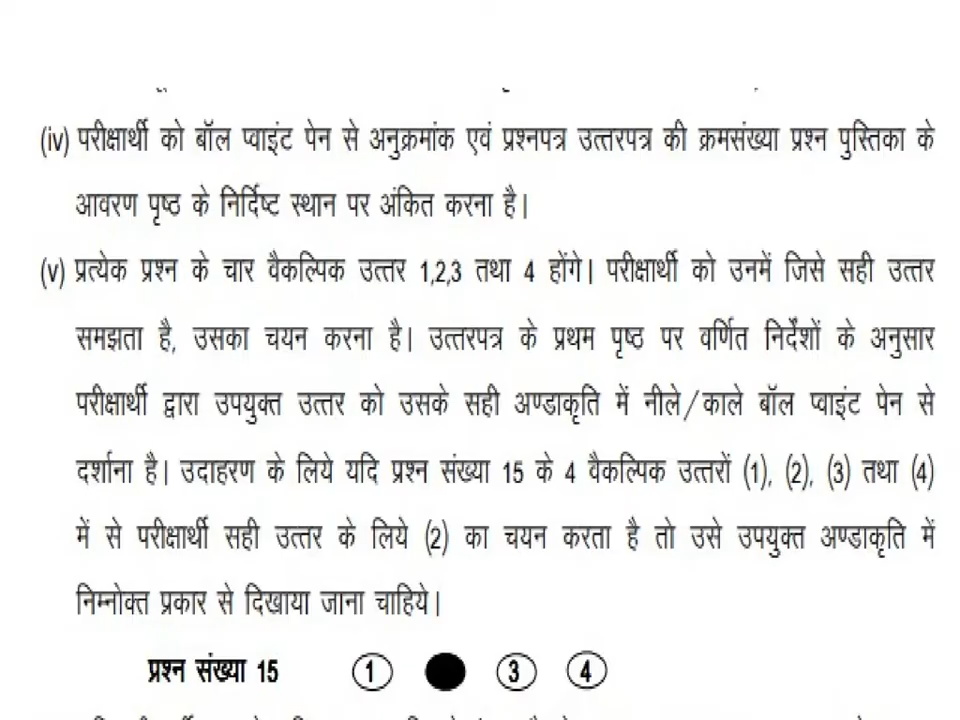 (iv) परीक्षार्थी को बॉल प्वाइंट पेन से अनुक्रमांक एवं प्रश्नपत्र उत्तरपत्र की क्रमसंख्या प्रश्न पुस्तिका के
आवरण पृष्ठ के निर्दिष्ट स्थान पर अंकित करना है।
(v) प्रत्येक प्रश्न के चार वैकल्पिक उत्तर 1,2,3 तथा 4 होंगे। परीक्षार्थी को उनमें जिसे सही उत्तर
समझता है, उसका चयन करना है। उत्तरपत्र के प्रथम पृष्ठ पर वर्णित निर्देशों के अनुसार
परीक्षार्थी द्वारा उपयुक्त उत्तर को उसके सही अण्डाकृति में नीले/काले बॉल प्वाइंट पेन से
दर्शाना है। उदाहरण के लिये यदि प्रश्न संख्या 15 के 4 वैकल्पिक उत्तरों (1), (2), (3) तथा (4)
में से परीक्षार्थी सही उत्तर के लिये (2) का चयन करता है तो उसे उपयुक्त अण्डाकृति में
निम्नोक्त प्रकार से दिखाया जाना चाहिये।
प्रश्न संख्या 15 1 3 4